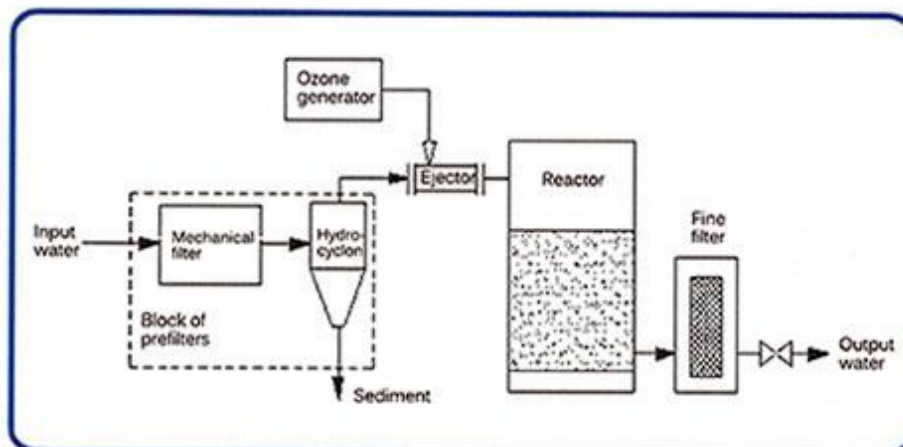 Ozone
generator
Ejector
Reactor
Input
water
Mechanical
filter
Hydro-
cyclon
Fine
filter
Block of
prefilters
Output
water
Sediment